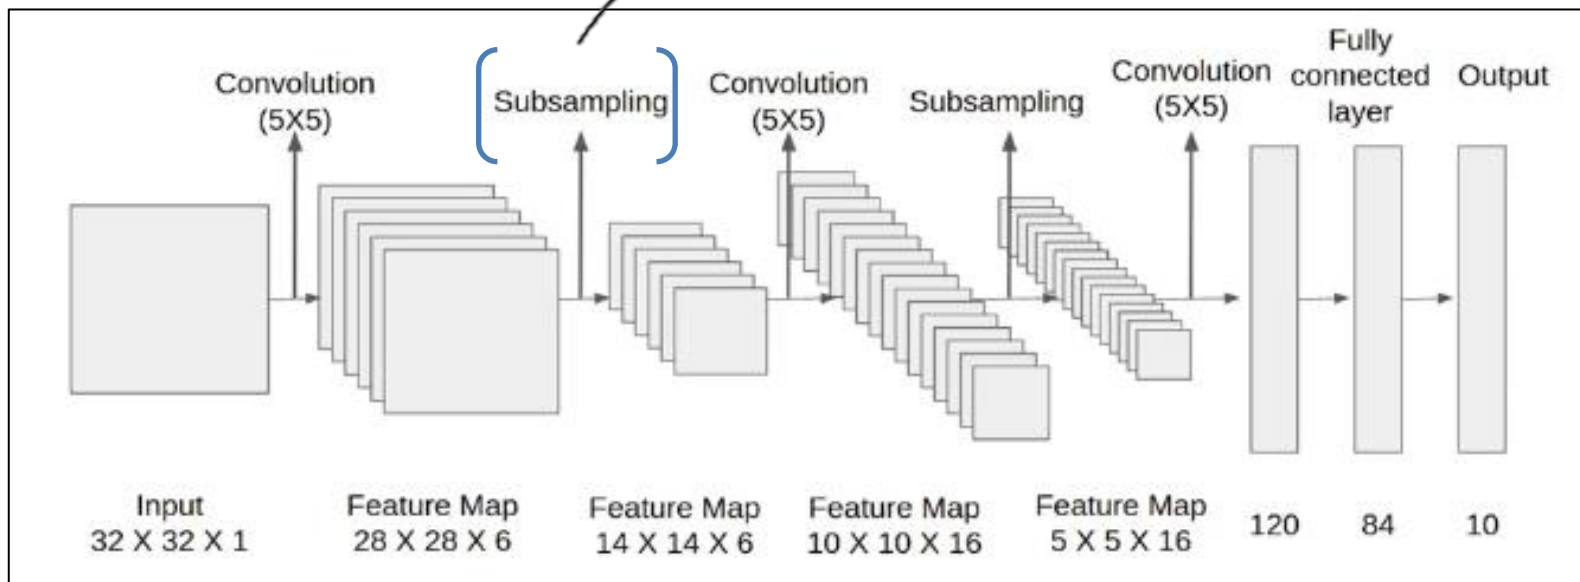 Convolution
(5X5)
Subsampling
Convolution
(5X5)
Subsampling
Convolution
(5X5)
Fully
connected
layer
Output
Input
32 X 32 X 1
Feature Map
28 X 28 X 6
Feature Map
14 X 14 X 6
Feature Map
10 X 10 X 16
Feature Map
5 X 5 X 16
120
84
10